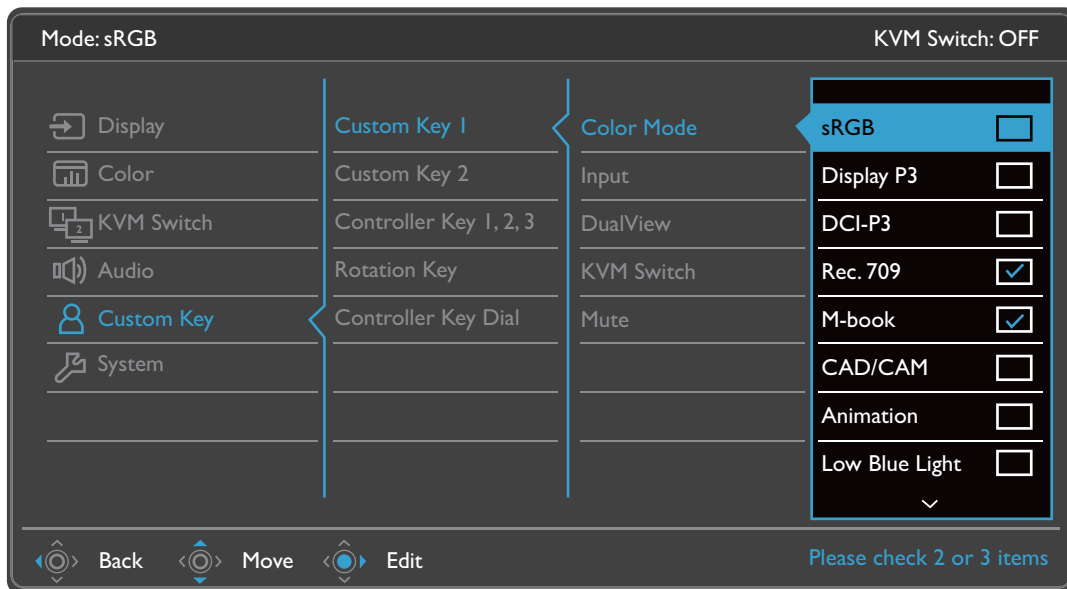 Mode: sRGB
KVM Switch: OFF
Display
Color
1 2 KVM Switch
Audio
Custom Key
System
Custom Key 1
Custom Key 2
Controller Key 1, 2, 3
Rotation Key
Controller Key Dial
Color Mode
Input
DualView
KVM Switch
Mute
sRGB
Display P3
DCI-P3
Rec. 709
M-book
CAD/CAM
Animation
Low Blue Light
Back
Move
Edit
Please check 2 or 3 items